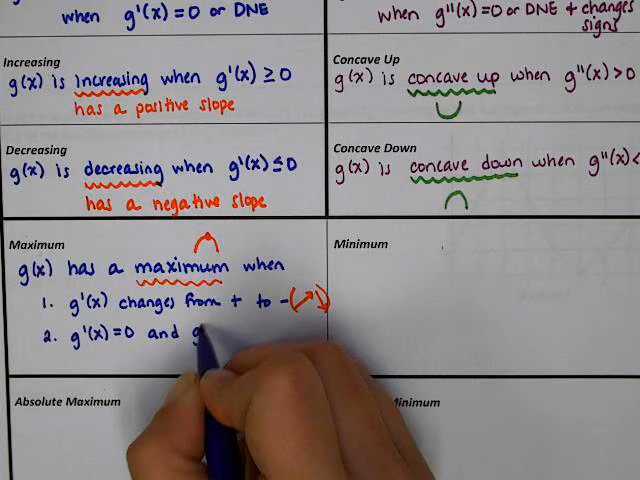 when g'(x) = 0 or DNE
when g"(x) = 0 or DNE + changes
signs
Increasing
g(x) is increasing when g'(x) ≥ 0
has a positive slope
Concave Up
g(x) is concave up when g"(x) > 0
Decreasing
g(x) is decreasing when g'(x) ≤ 0
has a negative slope
Concave Down
g(x) is concave down when g"(x) <
Maximum
g(x) has a maximum when
1. g'(x) changes from + to - (↗↘)
2. g'(x) = 0 and g
Minimum
Absolute Maximum
Minimum